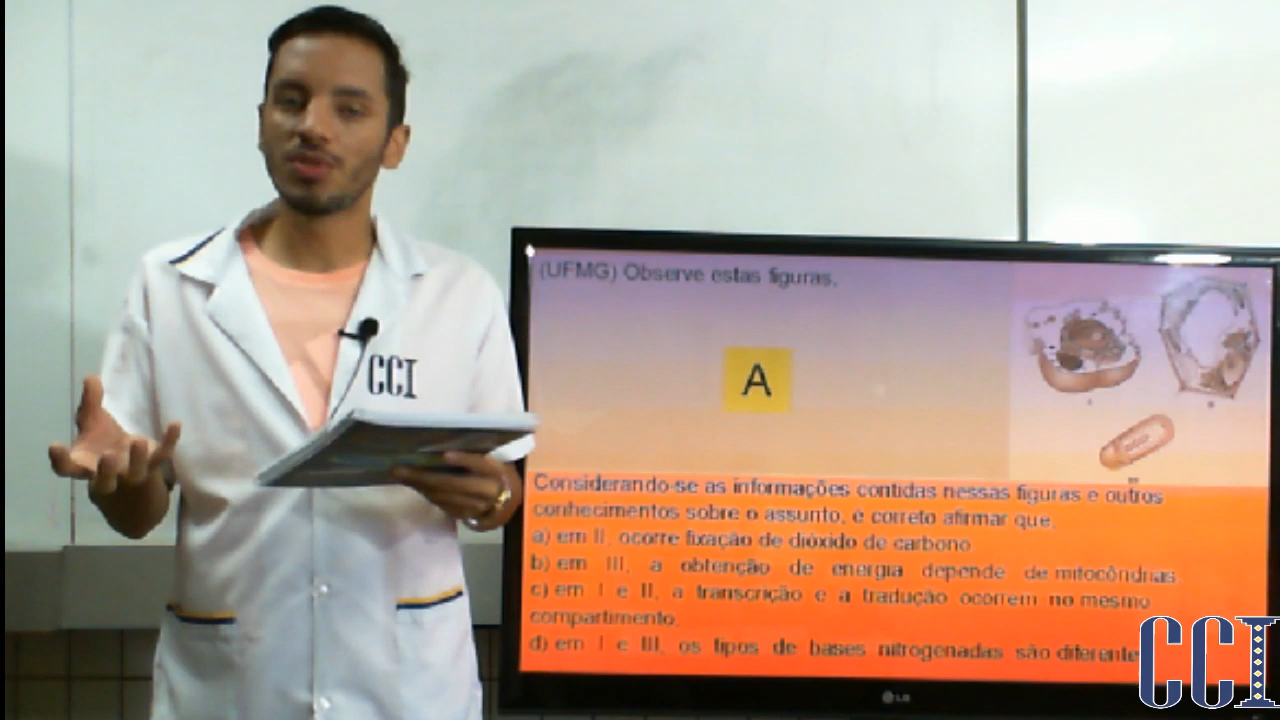 CCI
(UFMG) Observe estas figuras.
A
Considerando-se as informações contidas nessas figuras e outros
conhecimentos sobre o assunto, é correto afirmar que,
a) em II, ocorre fixação de dióxido de carbono
b) em III, a obtenção de energia depende de mitocôndrias
c) em I e II, a transcrição e a tradução ocorrem no mesmo
compartimento.
d) em I e III, os tipos de bases nitrogenadas são diferente
LG
CCI